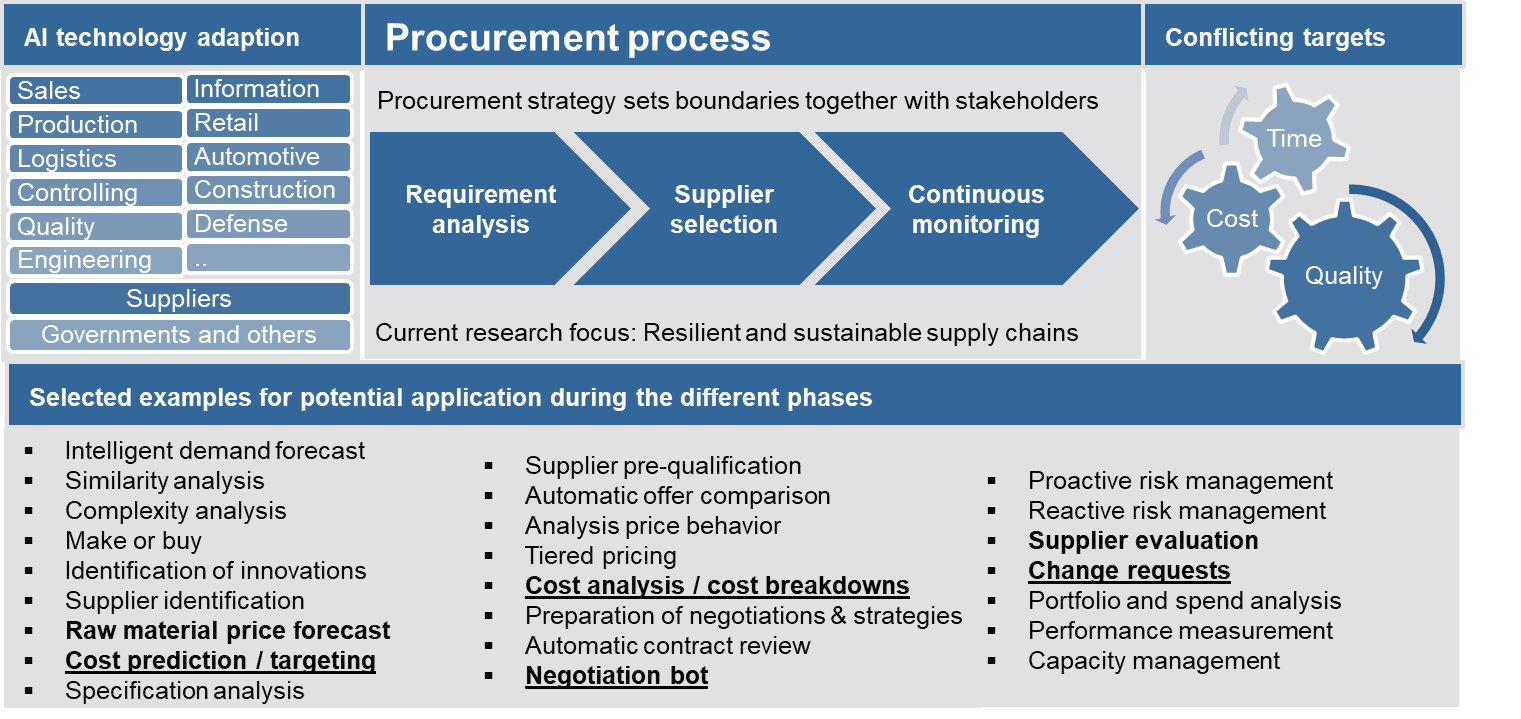 AI technology adaption
Procurement process
Conflicting targets
Sales
Production
Logistics
Controlling
Quality
Engineering
Information
Retail
Automotive
Construction
Defense
..
Suppliers
Governments and others
Procurement strategy sets boundaries together with stakeholders
Requirement
analysis
Supplier
selection
Continuous
monitoring
Current research focus: Resilient and sustainable supply chains
Time
Cost
Quality
Selected examples for potential application during the different phases
▪ Intelligent demand forecast
▪ Similarity analysis
▪ Complexity analysis
▪ Make or buy
▪ Identification of innovations
▪ Supplier identification
▪ Raw material price forecast
▪ Cost prediction / targeting
▪ Specification analysis
▪ Supplier pre-qualification
▪ Automatic offer comparison
▪ Analysis price behavior
▪ Tiered pricing
▪ Cost analysis / cost breakdowns
▪ Preparation of negotiations & strategies
▪ Automatic contract review
▪ Negotiation bot
▪ Proactive risk management
▪ Reactive risk management
▪ Supplier evaluation
▪ Change requests
▪ Portfolio and spend analysis
▪ Performance measurement
▪ Capacity management